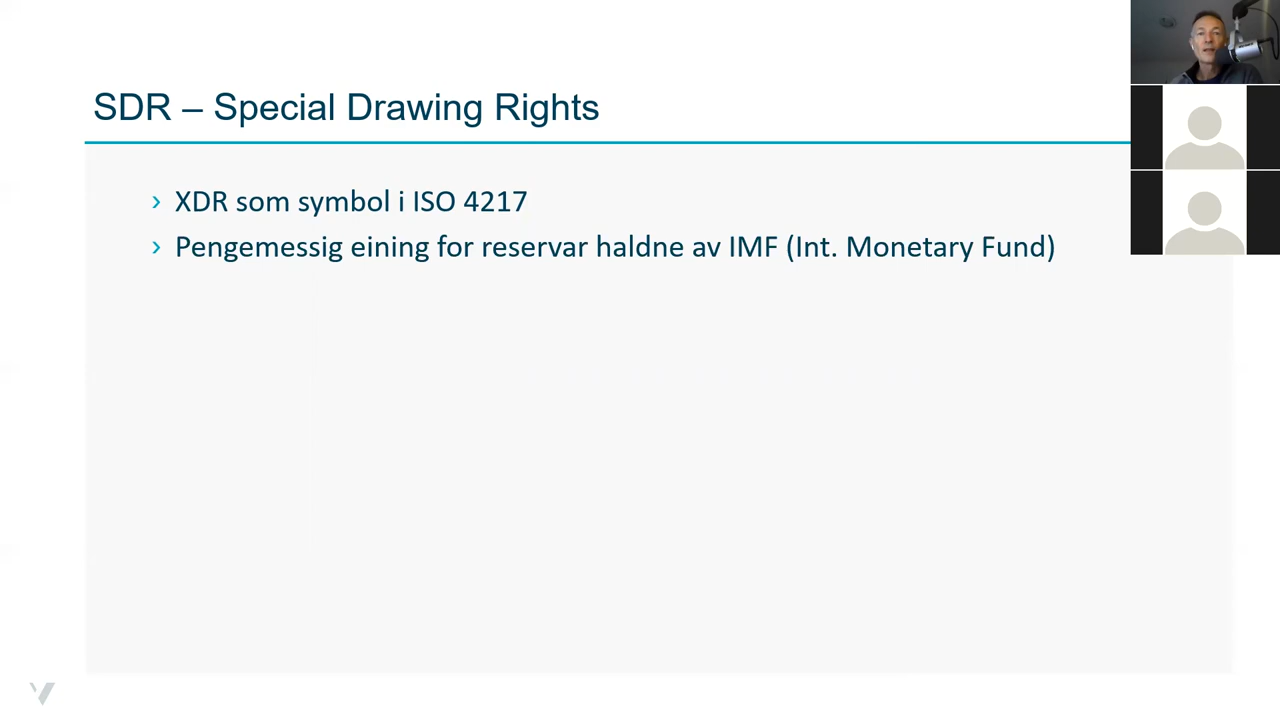 SDR – Special Drawing Rights
› XDR som symbol i ISO 4217
› Pengemessig eining for reservar haldne av IMF (Int. Monetary Fund)